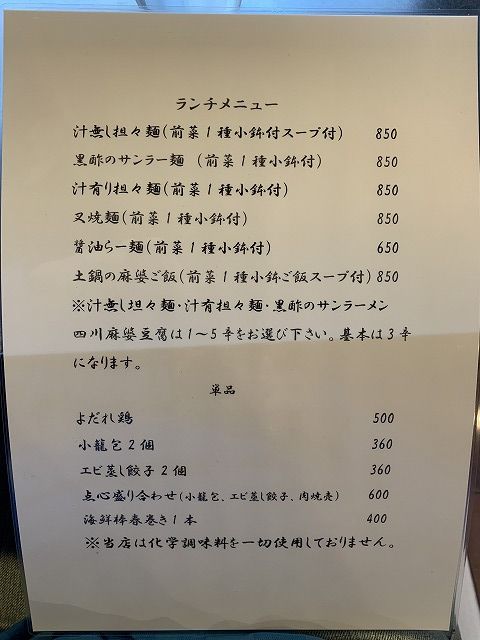 ランチメニュー
汁無し担々麺(前菜1種小鉢付スープ付) 850
黒酢のサンラー麺 (前菜1種小鉢付) 850
汁有り担々麺(前菜1種小鉢付) 850
叉焼麺(前菜1種小鉢付) 850
醤油らー麺(前菜1種小鉢付) 650
土鍋の麻婆ご飯(前菜1種小鉢ご飯スープ付) 850
※汁無し坦々麺・汁有担々麺・黒酢のサンラーメン
四川麻婆豆腐は1〜5辛をお選び下さい。基本は3辛
になります。
単品
よだれ鶏 500
小龍包2個 360
エビ蒸し餃子2個 360
点心盛り合わせ(小龍包、エビ蒸し餃子、肉焼売) 600
海鮮棒春巻き1本 400
※当店は化学調味料を一切使用しておりません。